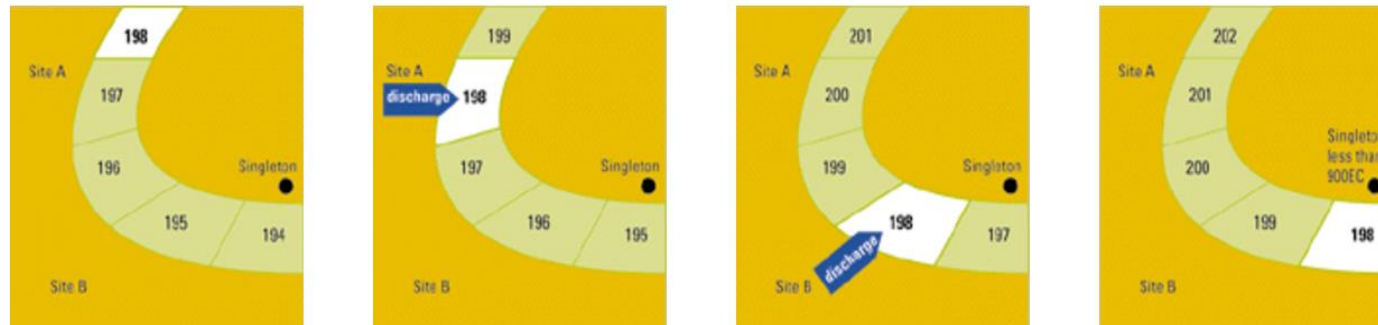 198
Site A
197
196
Singleton
195
194
Site B
199
Site A
discharge
198
197
Singleton
196
195
Site B
201
Site A
200
199
Singleton
198
197
discharge
Site B
202
Site A
201
200
less
900EC
199
198
Site B